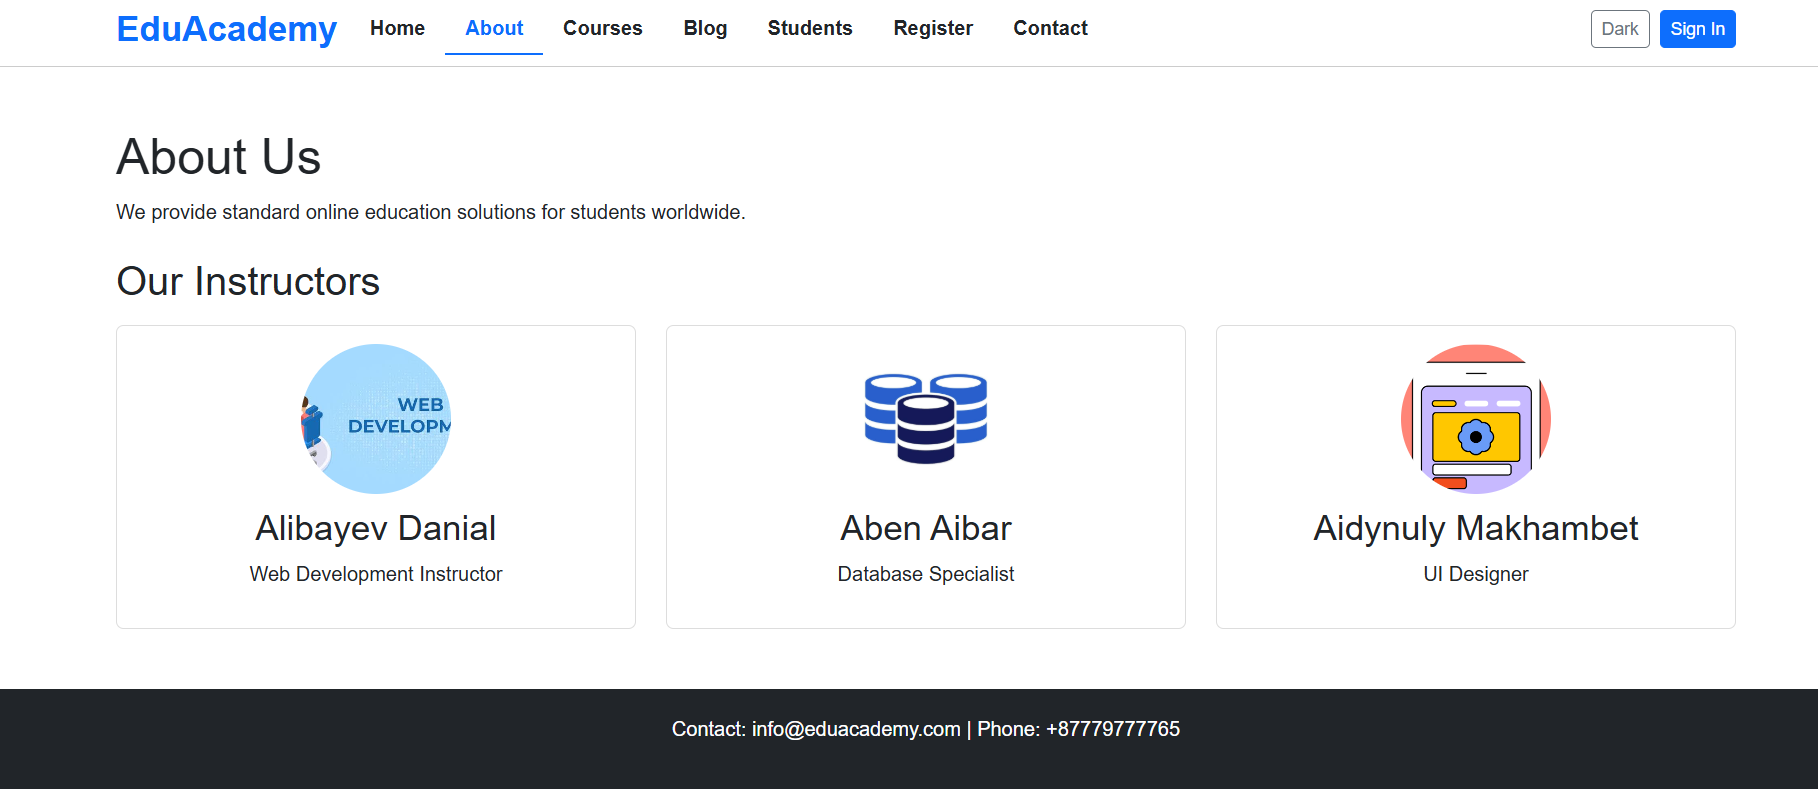 EduAcademy Home About Courses Blog Students Register Contact Dark Sign In
About Us
We provide standard online education solutions for students worldwide.
Our Instructors
WEB
DEVELOPM
Alibayev Danial
Web Development Instructor
Aben Aibar
Database Specialist
Aidynuly Makhambet
UI Designer
Contact: info@eduacademy.com | Phone: +87779777765